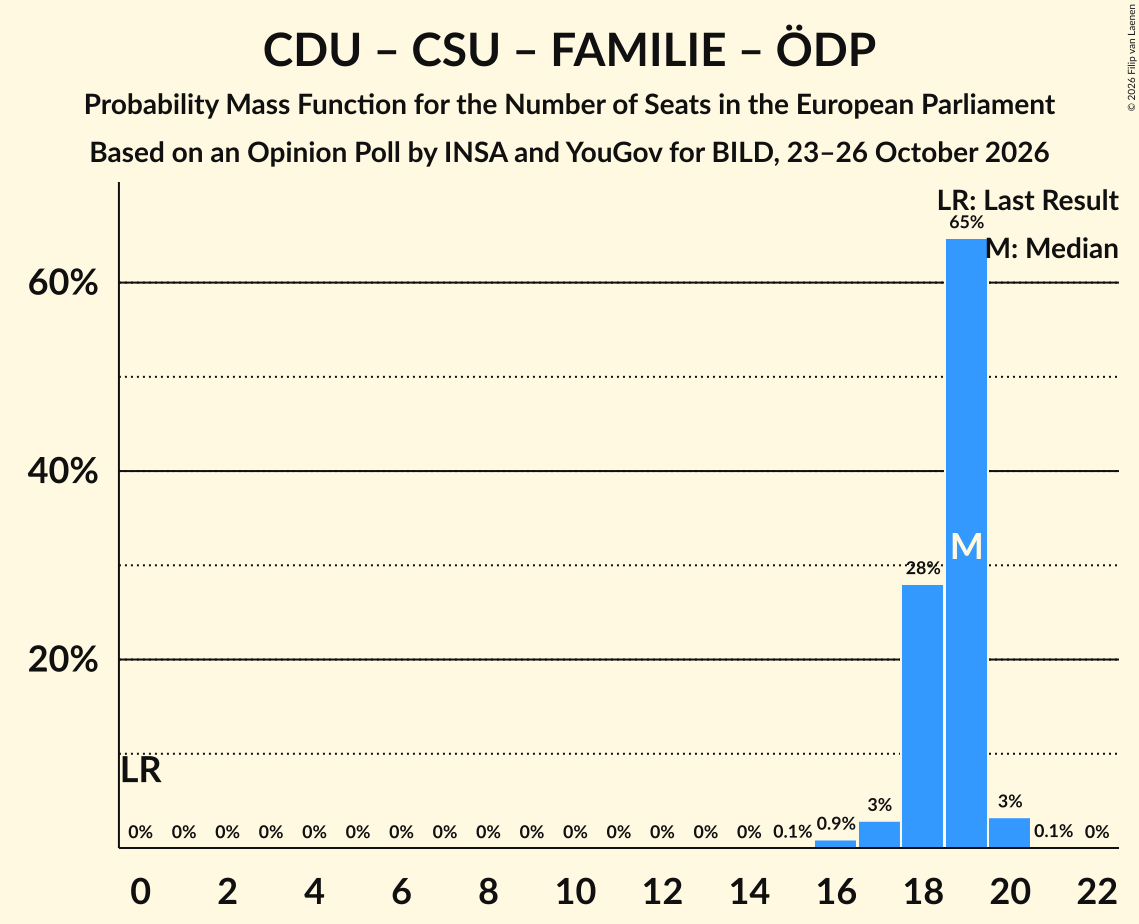 CDU – CSU – FAMILIE – ÖDP
Probability Mass Function for the Number of Seats in the European Parliament
Based on an Opinion Poll by INSA and YouGov for BILD, 23–26 October 2026
© 2026 Filip van Laenen
LR: Last Result
65%
M: Median
60%
40%
M
28%
20%
LR
0% 0% 0% 0% 0% 0% 0% 0% 0% 0% 0% 0% 0% 0% 0% 0.1% 0.9% 3% 3% 0.1% 0%
0 2 4 6 8 10 12 14 16 18 20 22